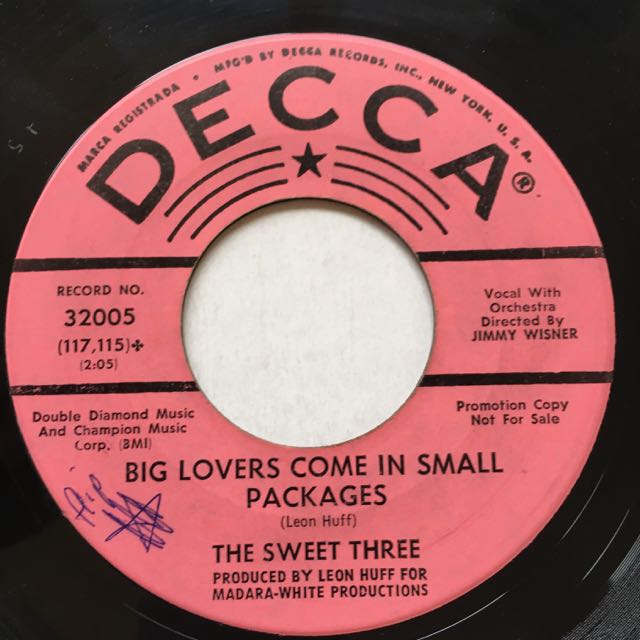 MARCA REGISTRADA • MFG'D BY DECCA RECORDS, INC., NEW YORK, U. S. A.
DECCA®
RECORD NO.
32005
(117,115)✤
(2:05)
Vocal With
Orchestra
Directed By
JIMMY WISNER
Double Diamond Music
And Champion Music
Corp. (BMI)
Promotion Copy
Not For Sale
BIG LOVERS COME IN SMALL
PACKAGES
(Leon Huff)
THE SWEET THREE
PRODUCED BY LEON HUFF FOR
MADARA-WHITE PRODUCTIONS